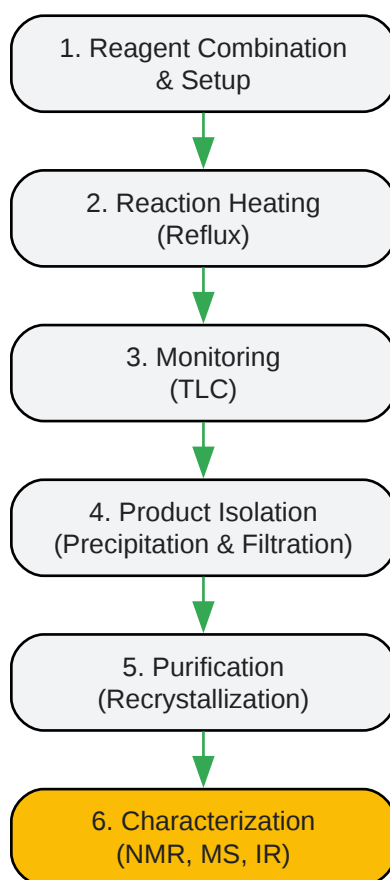 1. Reagent Combination
& Setup
2. Reaction Heating
(Reflux)
3. Monitoring
(TLC)
4. Product Isolation
(Precipitation & Filtration)
5. Purification
(Recrystallization)
6. Characterization
(NMR, MS, IR)